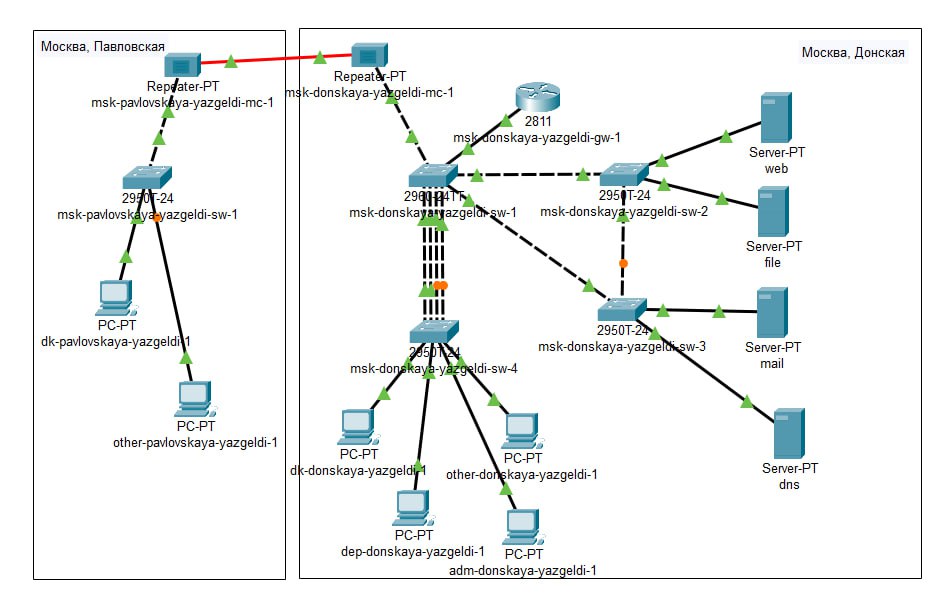 Москва, Павловская
Repeater-PT
msk-pavlovskaya-yazgeldi-mc-1
2950T-24
msk-pavlovskaya-yazgeldi-sw-1
PC-PT
dk-pavlovskaya-yazgeldi-1
PC-PT
other-pavlovskaya-yazgeldi-1
Москва, Донская
Repeater-PT
msk-donskaya-yazgeldi-mc-1
2811
msk-donskaya-yazgeldi-gw-1
2960-24TT
msk-donskaya-yazgeldi-sw-1
2950T-24
msk-donskaya-yazgeldi-sw-2
Server-PT
web
Server-PT
file
2950T-24
msk-donskaya-yazgeldi-sw-3
Server-PT
mail
Server-PT
dns
2950T-24
msk-donskaya-yazgeldi-sw-4
PC-PT
dk-donskaya-yazgeldi-1
PC-PT
other-donskaya-yazgeldi-1
PC-PT
dep-donskaya-yazgeldi-1
PC-PT
adm-donskaya-yazgeldi-1